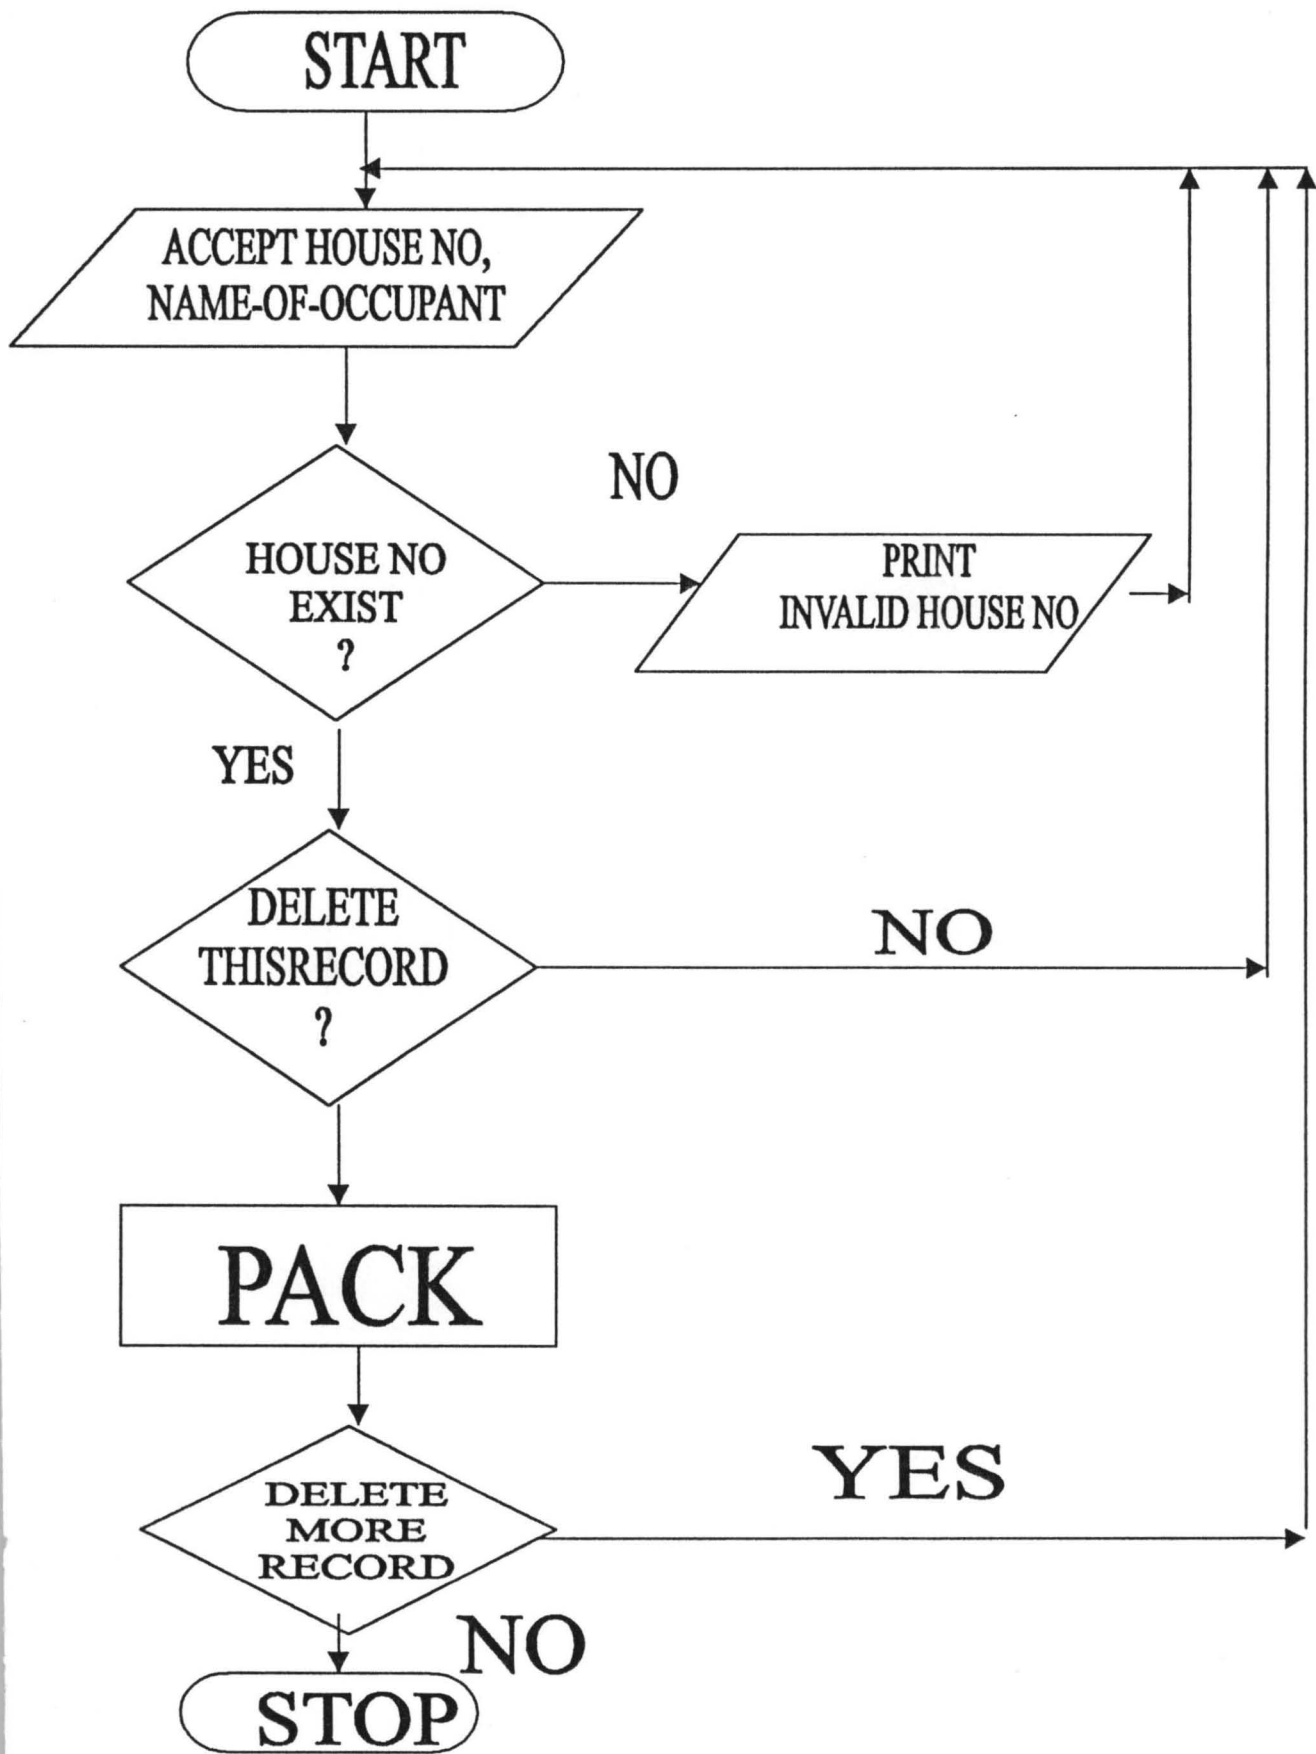 START
ACCEPT HOUSE NO,
NAME-OF-OCCUPANT
NO
HOUSE NO
EXIST
?
PRINT
INVALID HOUSE NO
YES
DELETE
THISRECORD
?
NO
PACK
DELETE
MORE
RECORD
YES
NO
STOP